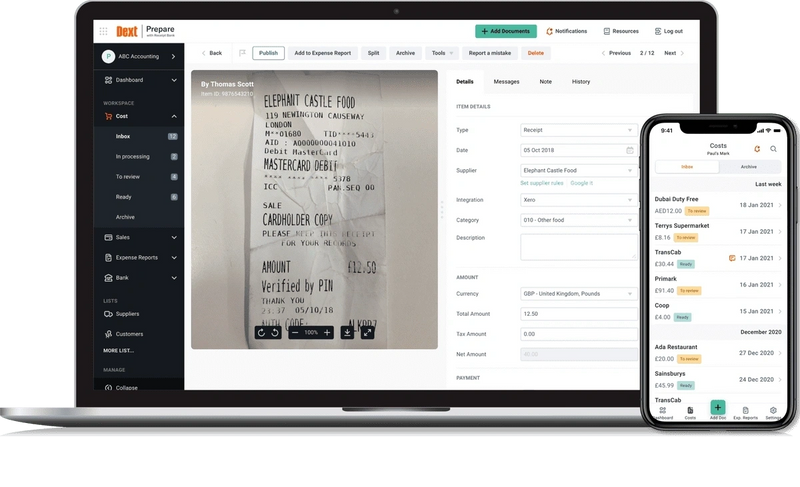 Dext
Prepare
Add Documents
Notifications
Resources
Log out
P
ABC Accounting
Back
Publish
Add to Expense Report
Split
Archive
Tools
Report a mistake
Delete
Previous
2 / 12
Next
Dashboard
WORKSPACE
Cost
Inbox
12
In processing
2
To review
4
Ready
6
Archive
Sales
Expense Reports
Bank
LISTS
Suppliers
Customers
MORE LIST...
MANAGE
Collapse
By Thomas Scott
ELEPHANT CASTLE FOOD
119 NEWINGTON CAUSEWAY
LONDON
M**01680
AID : A0000000041010
Debit MasterCard
MASTERCARD DEBIT
**** **** **** 5378
ICC PAN.SEQ 00
SALE
CARDHOLDER COPY
PLEASE KEEP THIS RECEIPT
FOR YOUR RECORDS
AMOUNT £12.50
Verified by PIN
THANK YOU
23:37 05/10/18
AUTH CODE:
100%
Details
Messages
Note
History
ITEM DETAILS
Type
Receipt
Date
05 Oct 2018
Supplier
Elephant Castle Food
Set supplier rules
Google it
Integration
Xero
Category
010 - Other food
Description
AMOUNT
Currency
GBP - United Kingdom, Pounds
Total Amount
12.50
Tax Amount
0.00
Net Amount
PAYMENT
9:41
Costs
Paul's Mark
Inbox
Archive
Last week
Dubai Duty Free
AED12.00
To review
18 Jan 2021
Terrys Supermarket
£8.16
To review
17 Jan 2021
TransCab
£30.44
Ready
17 Jan 2021
Primark
£91.40
To review
16 Jan 2021
Coop
£4.00
Ready
15 Jan 2021
December 2020
Ada Restaurant
£20.00
To review
27 Dec 2020
Sainsburys
£45.99
Ready
24 Dec 2020
TransCab
Dashboard
Costs
Add Doc
Exp. Reports
Settings